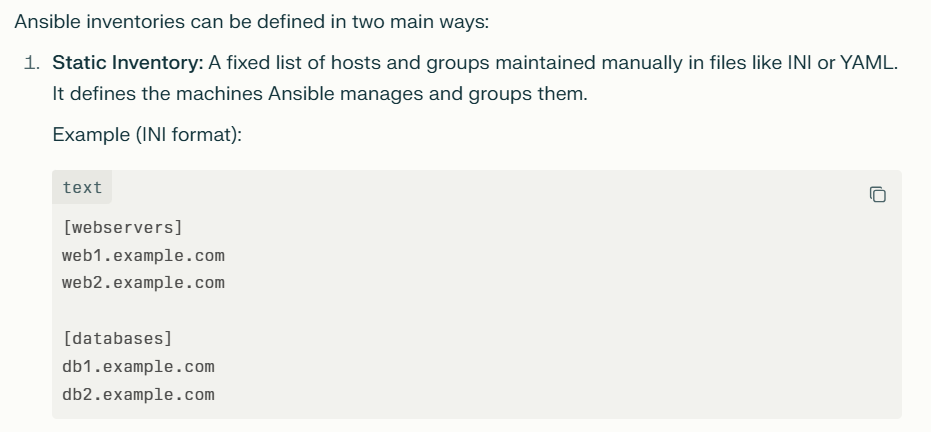 Ansible inventories can be defined in two main ways:
1. Static Inventory: A fixed list of hosts and groups maintained manually in files like INI or YAML.
It defines the machines Ansible manages and groups them.
Example (INI format):
text
[webservers]
web1.example.com
web2.example.com
[databases]
db1.example.com
db2.example.com